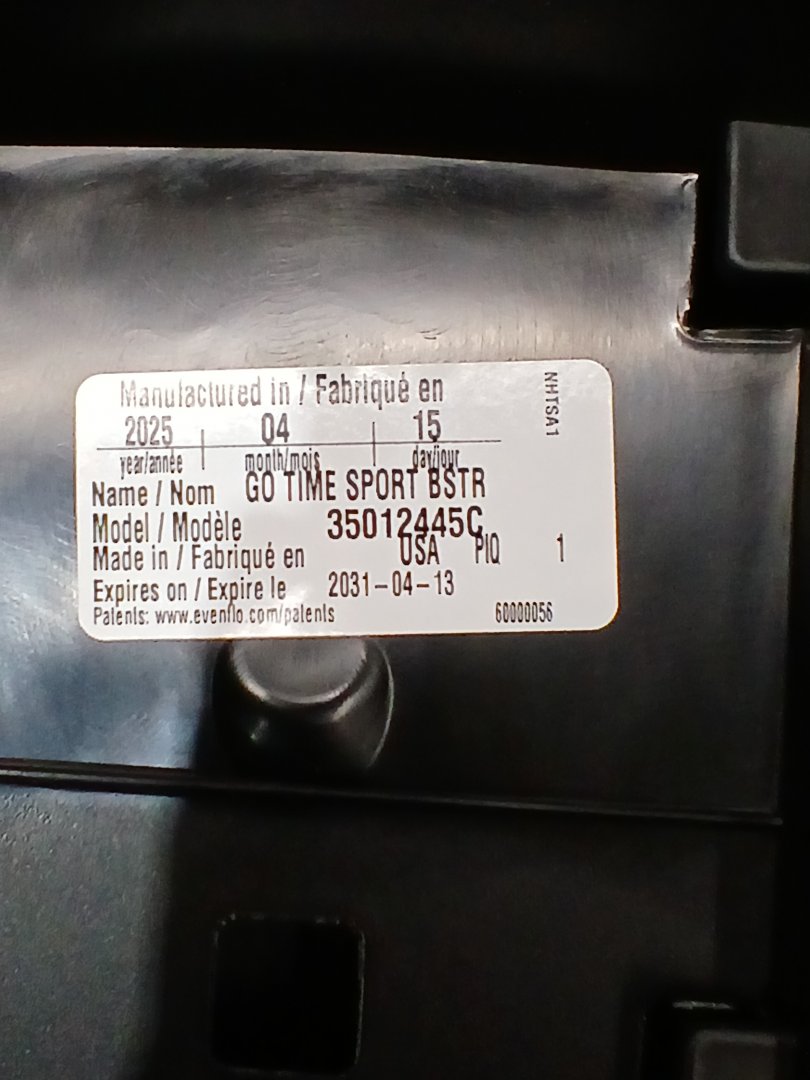 Manufactured in / Fabriqué en
2025 04 15
year/année month/mois day/jour
Name / Nom GO TIME SPORT BSTR
Model / Modèle 35012445C
Made in / Fabriqué en USA PIQ 1
Expires on / Expire le 2031-04-13
Patents: www.evenflo.com/patents 60000056
NHTSA1